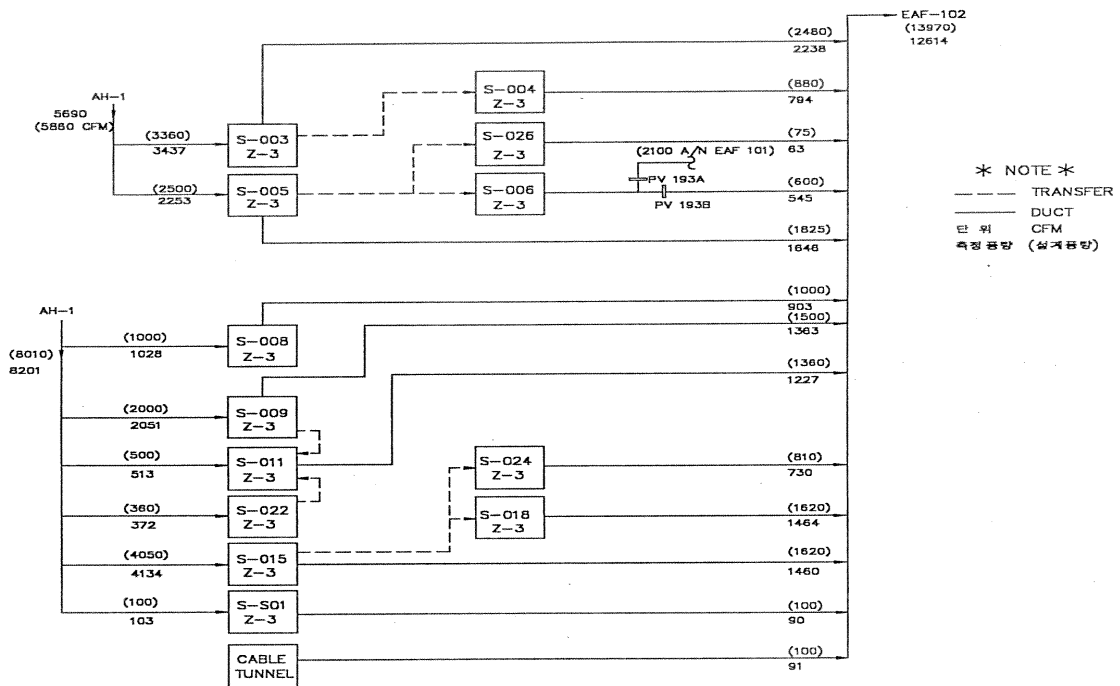 EAF-102
(13970)
12614
(2480)
2238
AH-1
5690
(5860 CFM)
(3360)
3437
S-003
Z-3
S-004
Z-3
(880)
794
S-026
Z-3
(75)
63
(2100 A/N EAF 101)
(2500)
2253
S-005
Z-3
S-006
Z-3
PV 193A
PV 193B
(600)
545
(1825)
1646
* NOTE *
TRANSFER
DUCT
단 위 CFM
측정풍량 (설계풍량)
AH-1
(8010)
8201
(1000)
1028
S-008
Z-3
(1000)
903
(1500)
1363
(1360)
1227
(2000)
2051
S-009
Z-3
(500)
513
S-011
Z-3
S-024
Z-3
(810)
730
(360)
372
S-022
Z-3
S-018
Z-3
(1620)
1464
(4050)
4134
S-015
Z-3
(1620)
1460
(100)
103
S-S01
Z-3
(100)
90
CABLE
TUNNEL
(100)
91